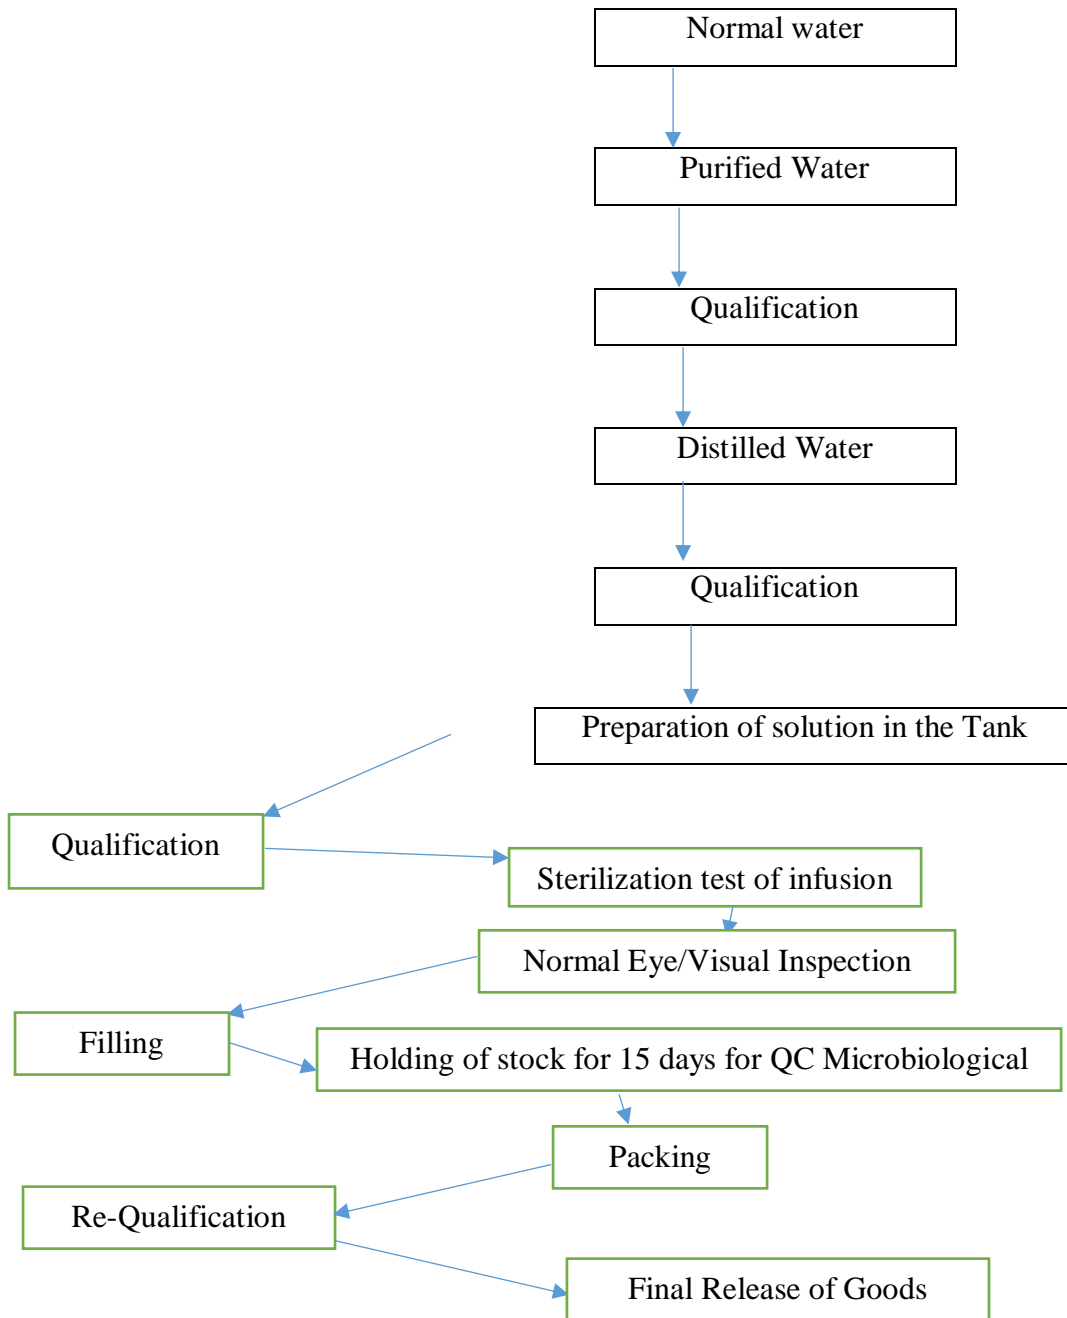 Normal water
Purified Water
Qualification
Distilled Water
Qualification
Preparation of solution in the Tank
Qualification
Sterilization test of infusion
Normal Eye/Visual Inspection
Filling
Holding of stock for 15 days for QC Microbiological
Packing
Re-Qualification
Final Release of Goods